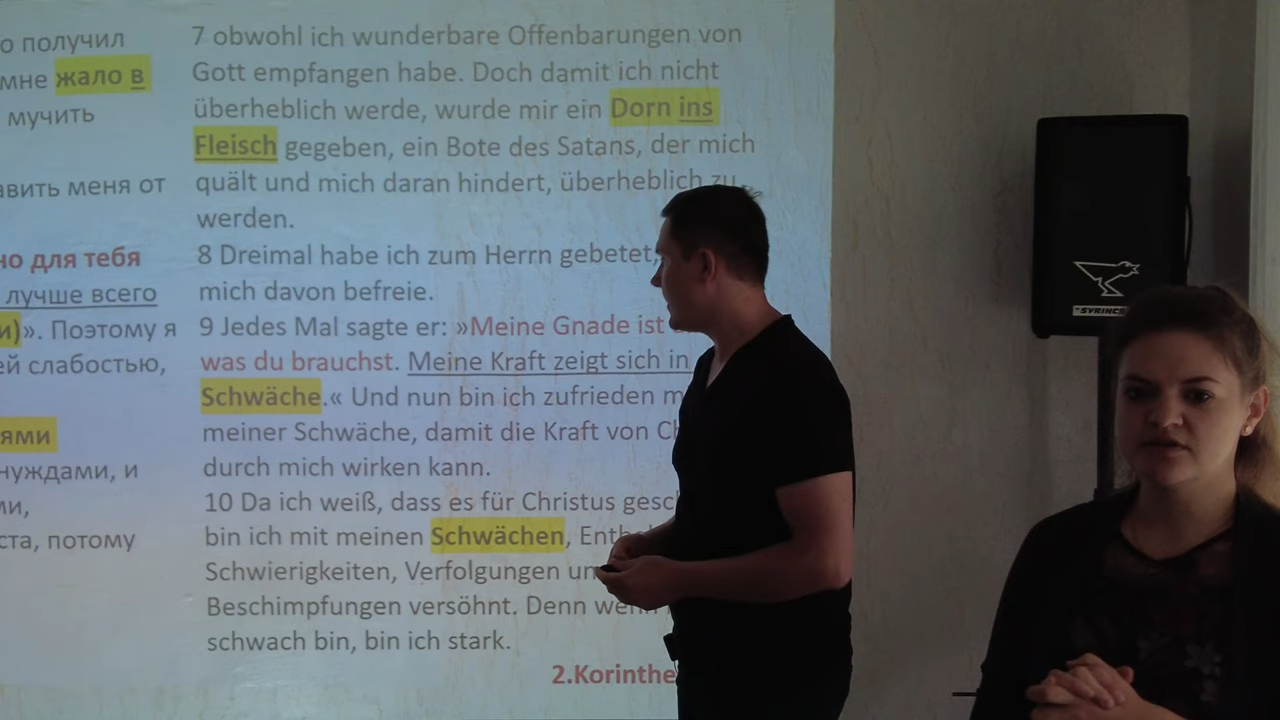 о получил
мне жало в
мучить
авить меня от
но для тебя
лучше всего
и)». Поэтому я
ей слабостью,
ями
нуждами, и
ми,
ста, потому
7 obwohl ich wunderbare Offenbarungen von
Gott empfangen habe. Doch damit ich nicht
überheblich werde, wurde mir ein Dorn ins
Fleisch gegeben, ein Bote des Satans, der mich
quält und mich daran hindert, überheblich zu
werden.
8 Dreimal habe ich zum Herrn gebetet,
mich davon befreie.
9 Jedes Mal sagte er: »Meine Gnade ist
was du brauchst. Meine Kraft zeigt sich in
Schwäche.« Und nun bin ich zufrieden m
meiner Schwäche, damit die Kraft von Ch
durch mich wirken kann.
10 Da ich weiß, dass es für Christus gesch
bin ich mit meinen Schwächen, Entb
Schwierigkeiten, Verfolgungen un
Beschimpfungen versöhnt. Denn wenn
schwach bin, bin ich stark.
2.Korinthe
SYRINCS